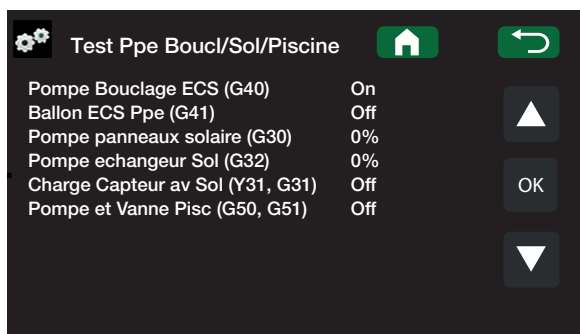 Test Ppe Boucl/Sol/Piscine
Pompe Bouclage ECS (G40) On
Ballon ECS Ppe (G41) Off
Pompe panneaux solaire (G30) 0%
Pompe echangeur Sol (G32) 0%
Charge Capteur av Sol (Y31, G31) Off
OK
Pompe et Vanne Pisc (G50, G51) Off